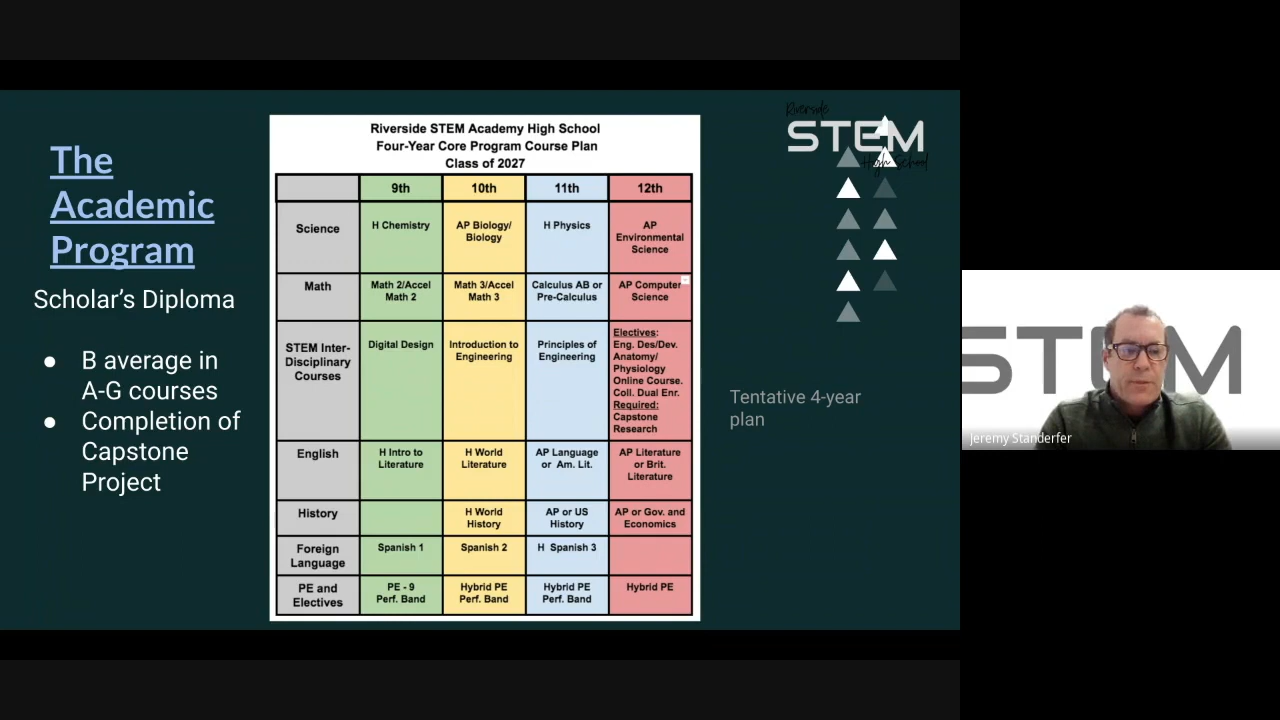 The
Academic
Program
Scholar's Diploma
● B average in
A-G courses
● Completion of
Capstone
Project
Riverside STEM Academy High School
Four-Year Core Program Course Plan
Class of 2027
9th 10th 11th 12th
Science
H Chemistry
AP Biology/
Biology
H Physics
AP
Environmental
Science
Math
Math 2/Accel
Math 2
Math 3/Accel
Math 3
Calculus AB or
Pre-Calculus
AP Computer
Science
STEM Inter-
Disciplinary
Courses
Digital Design
Introduction to
Engineering
Principles of
Engineering
Electives:
Eng. Des/Dev.
Anatomy/
Physiology
Online Course.
Coll. Dual Enr.
Required:
Capstone
Research
English
H Intro to
Literature
H World
Literature
AP Language
or Am. Lit.
AP Literature
or Brit.
Literature
History
H World
History
AP or US
History
AP or Gov. and
Economics
Foreign
Language
Spanish 1
Spanish 2
H Spanish 3
PE and
Electives
PE - 9
Perf. Band
Hybrid PE
Perf. Band
Hybrid PE
Perf. Band
Hybrid PE
Riverside
STEM
High School
Tentative 4-year
plan
STEM
Jeremy Standerfer